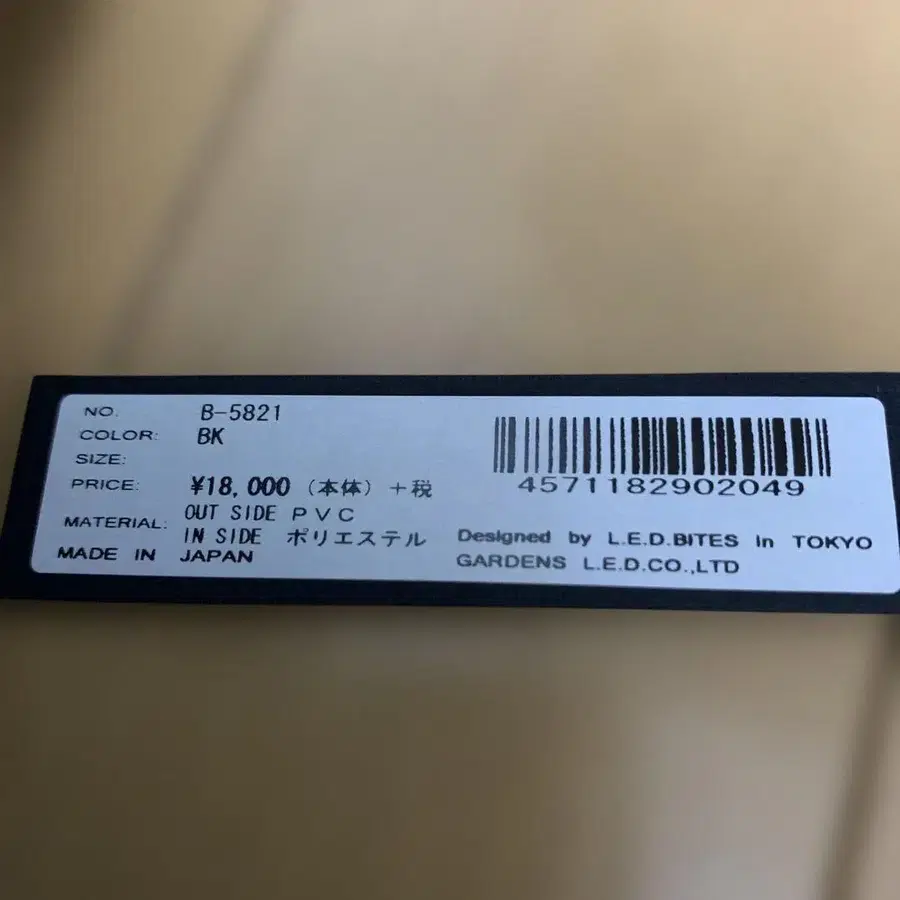 NO. B-5821
COLOR: BK
SIZE:
PRICE: ¥18,000 (本体) +税
MATERIAL: OUT SIDE PVC
IN SIDE ポリエステル
MADE IN JAPAN
4571182902049
Designed by L.E.D.BITES in TOKYO
GARDENS L.E.D.CO.,LTD